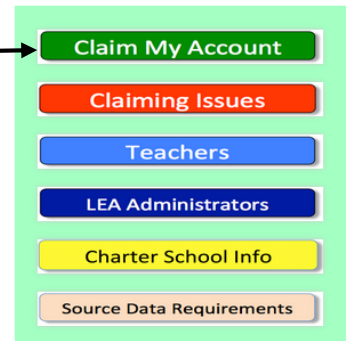 Claim My Account
Claiming Issues
Teachers
LEA Administrators
Charter School Info
Source Data Requirements